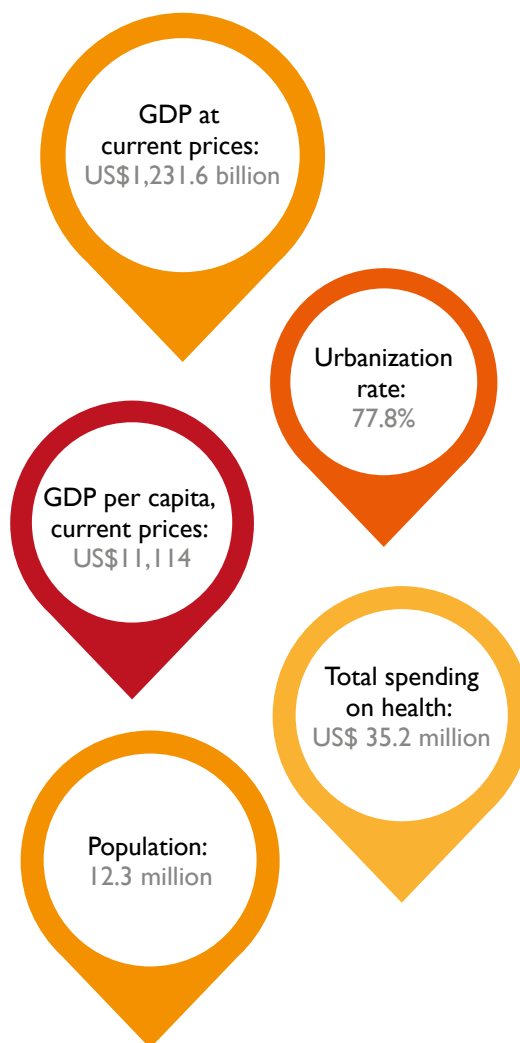 GDP at
current prices:
US$1,231.6 billion
Urbanization
rate:
77.8%
GDP per capita,
current prices:
US$11,114
Total spending
on health:
US$ 35.2 million
Population:
12.3 million